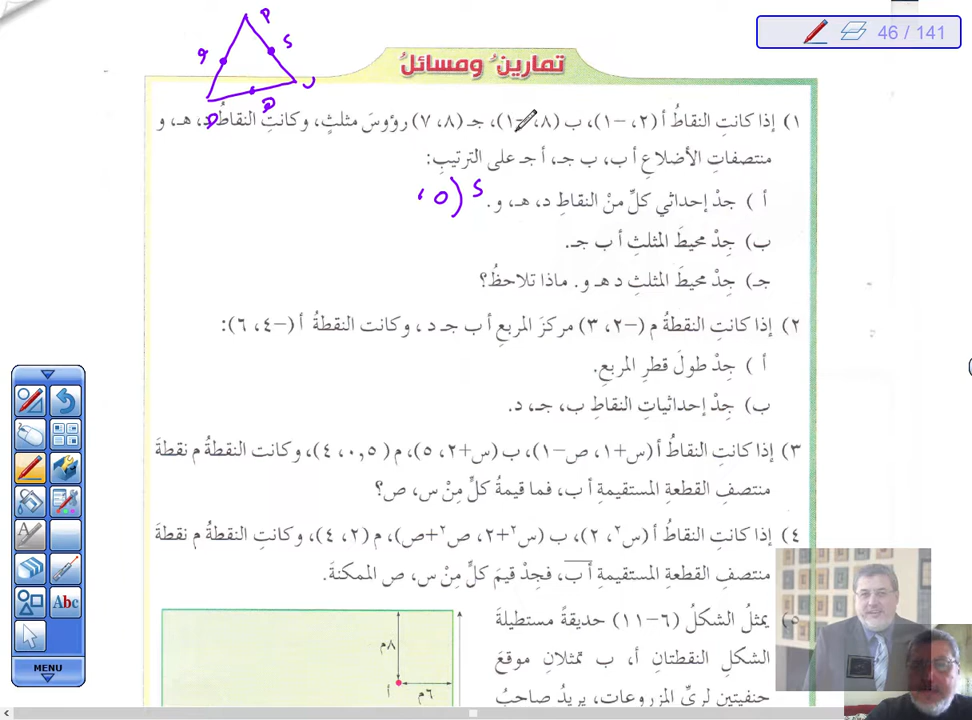 46 / 141
تمارينُ ومسائلُ
١) إذا كانتِ النقاطُ أ (٢، −١)، ب (٨، −١)، جـ (٨، ٧) رؤوسَ مثلثٍ، وكانتِ النقاطُ د، هـ، و
منتصفاتِ الأضلاعِ أ ب، ب جـ، أ جـ على الترتيبِ:
أ ) جدْ إحداثي كلٍّ منْ النقاطِ د، هـ، و. د (٥،
ب) جِدْ محيطَ المثلثِ أ ب جـ.
جـ) جِدْ محيطَ المثلثِ د هـ و. ماذا تلاحظُ؟
٢) إذا كانتِ النقطةُ م (−٢، ٣) مركزَ المربعِ أ ب جـ د ، وكانت النقطةُ أ (−٤، ٦):
أ ) جِدْ طولَ قطرِ المربعِ.
ب) جِدْ إحداثياتِ النقاطِ ب، جـ، د.
٣) إذا كانتِ النقاطُ أ (س+١، ص−١)، ب (س+٢، ٥)، م (٠,٥، ٤)، وكانت النقطةُ م نقطةَ
منتصفِ القطعةِ المستقيمةِ أ ب، فما قيمةُ كلٍّ مِنْ س، ص؟
٤) إذا كانتِ النقاطُ أ (س٢، ٢)، ب (س٢+٢، ص٢+ص)، م (٢، ٤)، وكانتِ النقطةُ م نقطةَ
منتصفِ القطعةِ المستقيمةِ أ ب، فجِدْ قيمَ كلٍّ مِنْ س، ص الممكنةَ.
٥) يمثلُ الشكلُ (٦−١١) حديقةً مستطيلةَ
الشكلِ النقطتانِ أ، ب تمثلانِ موقعَ
حنفيتينِ لريِّ المزروعات، يريدُ صاحبُ
٨م
أ
٦م
Abc
MENU